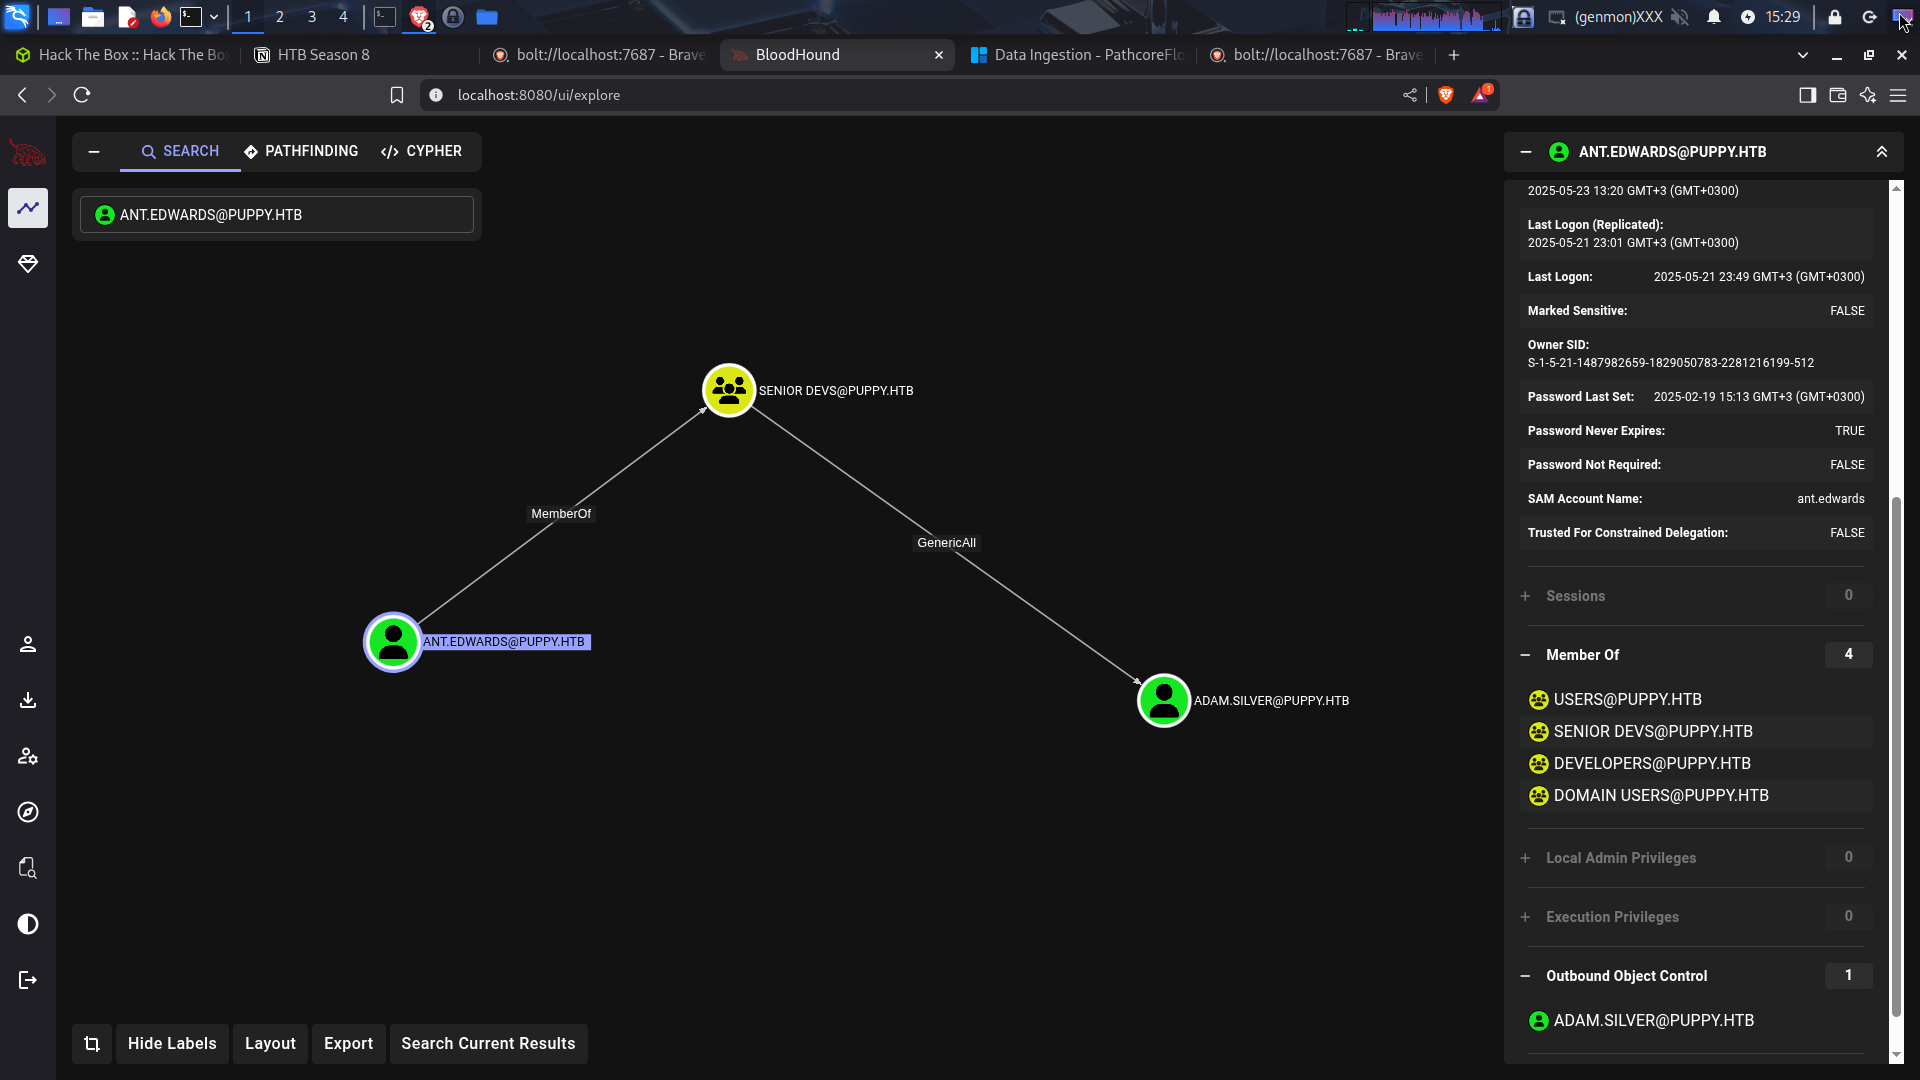 1 2 3 4
2
(genmon)XXX
15:29
Hack The Box :: Hack The Bo
HTB Season 8
bolt://localhost:7687 - Brave
BloodHound
Data Ingestion - PathcoreFlo
bolt://localhost:7687 - Brave
localhost:8080/ui/explore
1
SEARCH
PATHFINDING
CYPHER
ANT.EDWARDS@PUPPY.HTB
SENIOR DEVS@PUPPY.HTB
MemberOf
GenericAll
ANT.EDWARDS@PUPPY.HTB
ADAM.SILVER@PUPPY.HTB
Hide Labels
Layout
Export
Search Current Results
ANT.EDWARDS@PUPPY.HTB
2025-05-23 13:20 GMT+3 (GMT+0300)
Last Logon (Replicated):
2025-05-21 23:01 GMT+3 (GMT+0300)
Last Logon: 2025-05-21 23:49 GMT+3 (GMT+0300)
Marked Sensitive: FALSE
Owner SID:
S-1-5-21-1487982659-1829050783-2281216199-512
Password Last Set: 2025-02-19 15:13 GMT+3 (GMT+0300)
Password Never Expires: TRUE
Password Not Required: FALSE
SAM Account Name: ant.edwards
Trusted For Constrained Delegation: FALSE
Sessions 0
Member Of 4
USERS@PUPPY.HTB
SENIOR DEVS@PUPPY.HTB
DEVELOPERS@PUPPY.HTB
DOMAIN USERS@PUPPY.HTB
Local Admin Privileges 0
Execution Privileges 0
Outbound Object Control 1
ADAM.SILVER@PUPPY.HTB